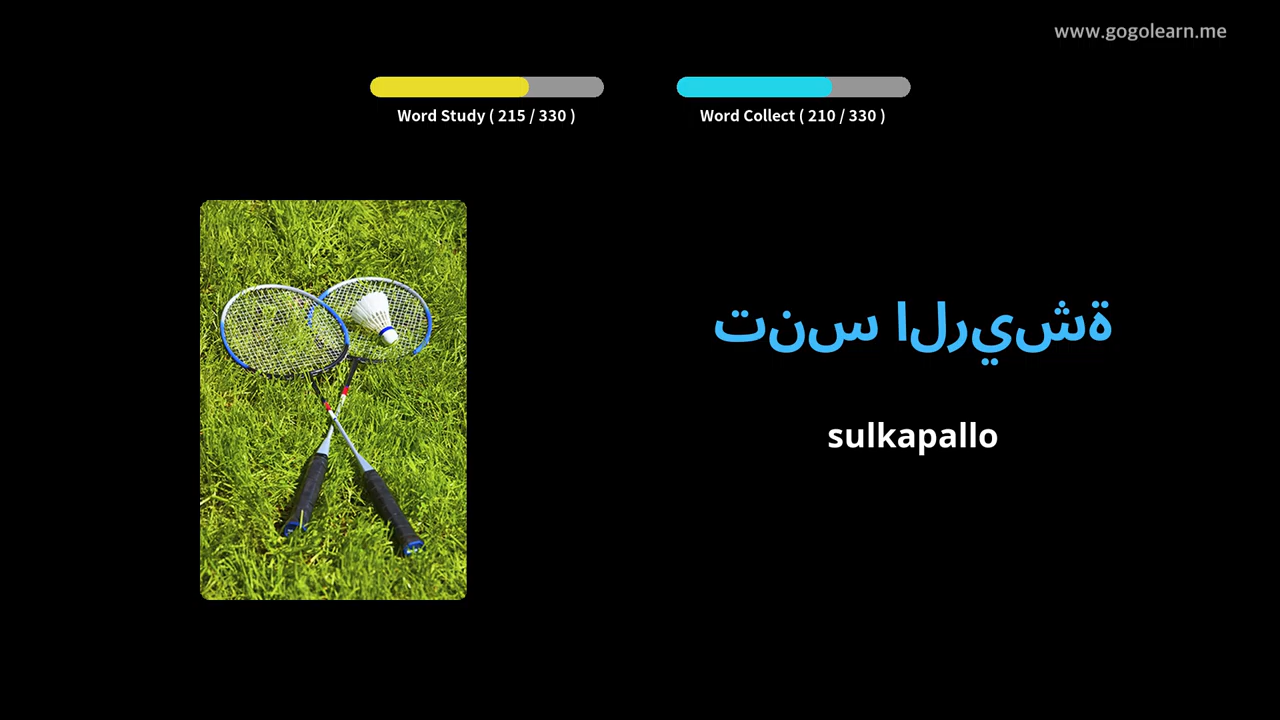 www.gogolearn.me
Word Study ( 215 / 330 )
Word Collect ( 210 / 330 )
تنس الريشة
sulkapallo